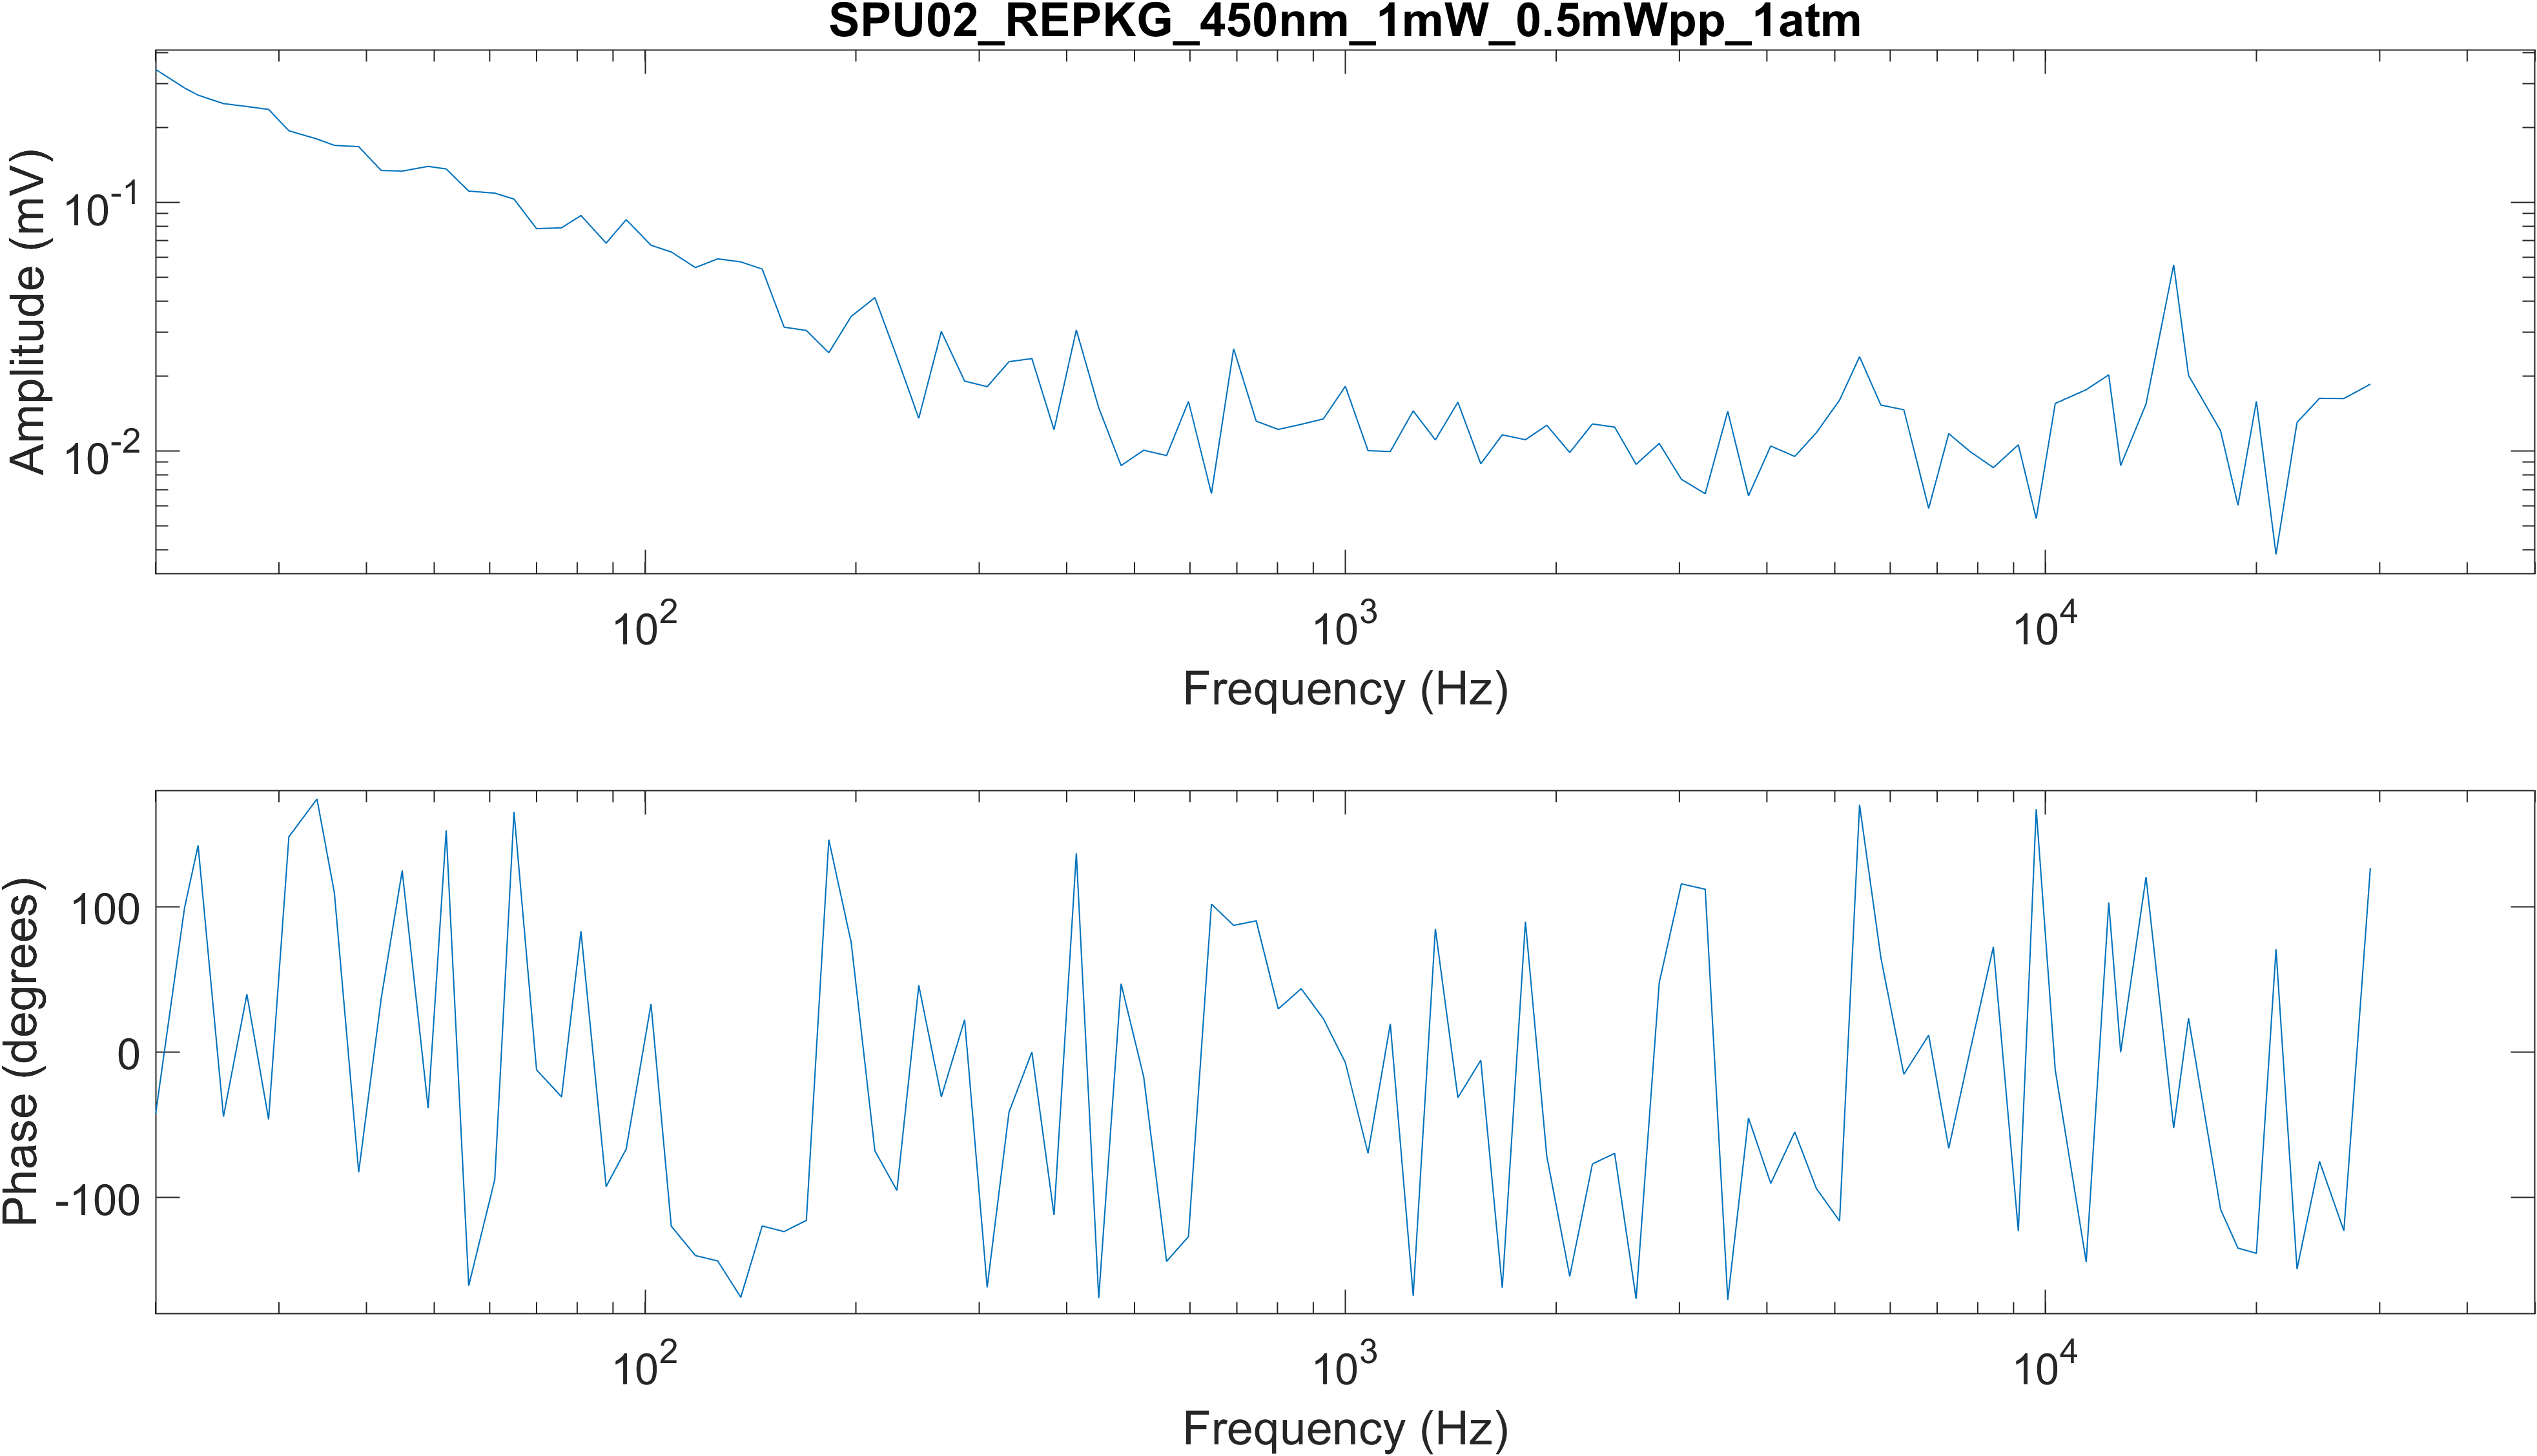 SPU02_REPKG_450nm_1mW_0.5mWpp_1atm
Amplitude (mV)
10^-1
10^-2
10^2
10^3
10^4
Frequency (Hz)
Phase (degrees)
100
0
-100
10^2
10^3
10^4
Frequency (Hz)